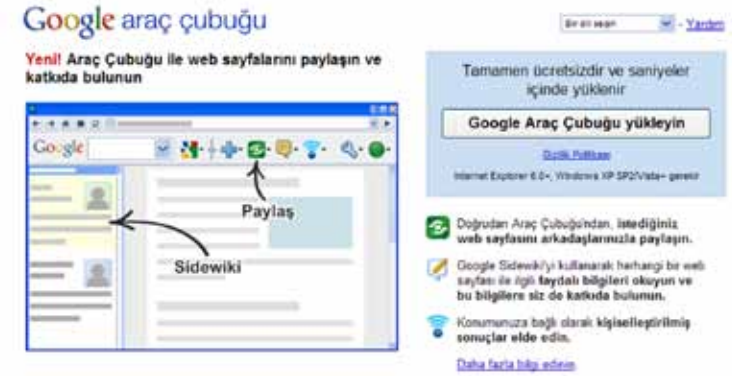 Google araç çubuğu
Bir dil seçin - Yardım
Yeni! Araç Çubuğu ile web sayfalarını paylaşın ve
katkıda bulunun
Google
Paylaş
Sidewiki
Tamamen ücretsizdir ve saniyeler
içinde yüklenir
Google Araç Çubuğu yükleyin
Gizlilik Politikası
Internet Explorer 6.0+, Windows XP SP2/Vista+ gerekir
Doğrudan Araç Çubuğundan, istediğiniz
web sayfasını arkadaşlarınızla paylaşın.
Google Sidewiki'yi kullanarak herhangi bir web
sayfası ile ilgili faydalı bilgileri okuyun ve
bu bilgilere siz de katkıda bulunun.
Konumunuza bağlı olarak kişiselleştirilmiş
sonuçlar elde edin.
Daha fazla bilgi edinin